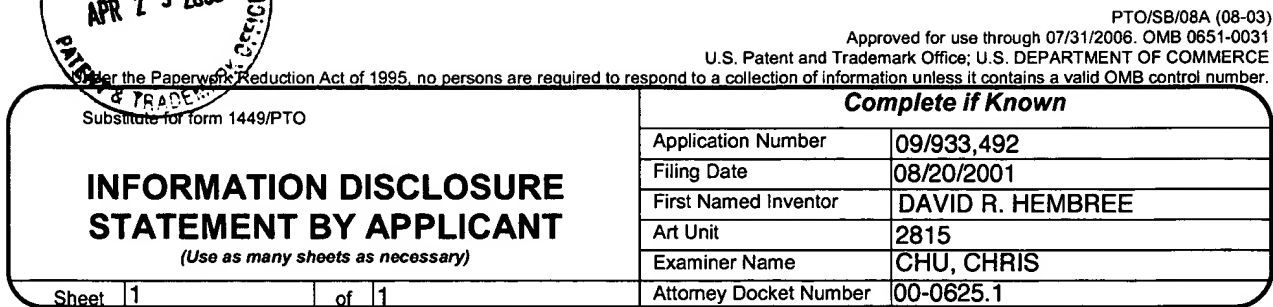 APR 2
PATENT & TRADEMARK OFFICE
PTO/SB/08A (08-03)
Approved for use through 07/31/2006. OMB 0651-0031
U.S. Patent and Trademark Office; U.S. DEPARTMENT OF COMMERCE
Under the Paperwork Reduction Act of 1995, no persons are required to respond to a collection of information unless it contains a valid OMB control number.
Substitute for form 1449/PTO
INFORMATION DISCLOSURE
STATEMENT BY APPLICANT
(Use as many sheets as necessary)
Sheet 1 of 1
Complete if Known
Application Number 09/933,492
Filing Date 08/20/2001
First Named Inventor DAVID R. HEMBREE
Art Unit 2815
Examiner Name CHU, CHRIS
Attorney Docket Number 00-0625.1